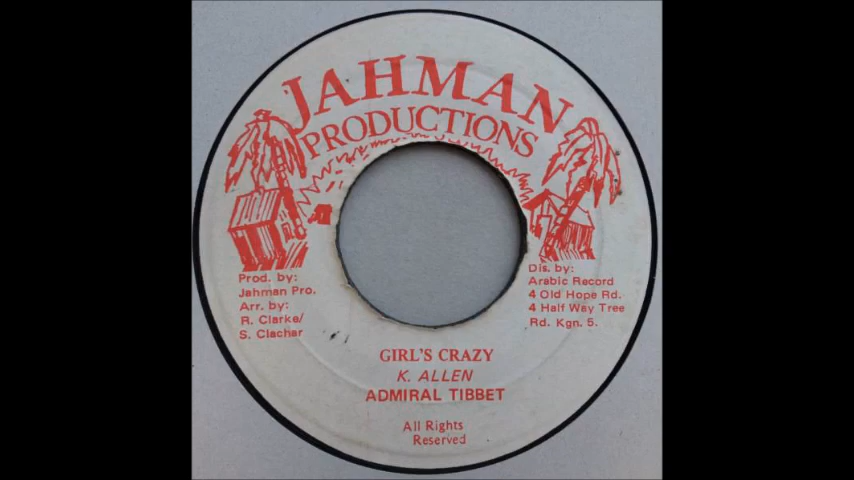 JAHMAN
PRODUCTIONS
Prod. by:
Jahman Pro.
Arr. by:
R. Clarke/
S. Clachar
Dis. by:
Arabic Record
4 Old Hope Rd.
4 Half Way Tree
Rd. Kgn. 5.
GIRL'S CRAZY
K. ALLEN
ADMIRAL TIBBET
All Rights
Reserved